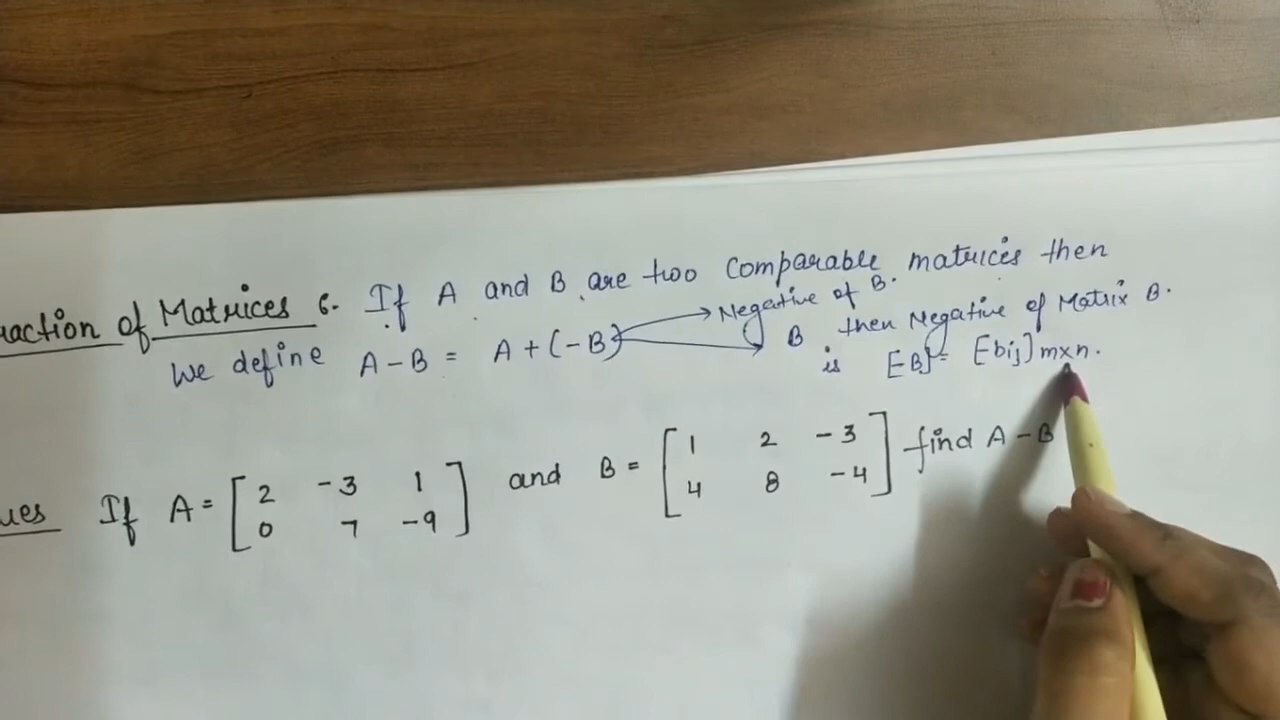 raction of Matrices :- If A and B are two Comparable matrices then
We define A-B = A+(-B) → Negative of B.
B then Negative of Matrix B.
is [B] = [bij] mxn.
ues If A = [2 -3 1 and B = [1 2 -3 find A-B
0 7 -9] 4 8 -4]